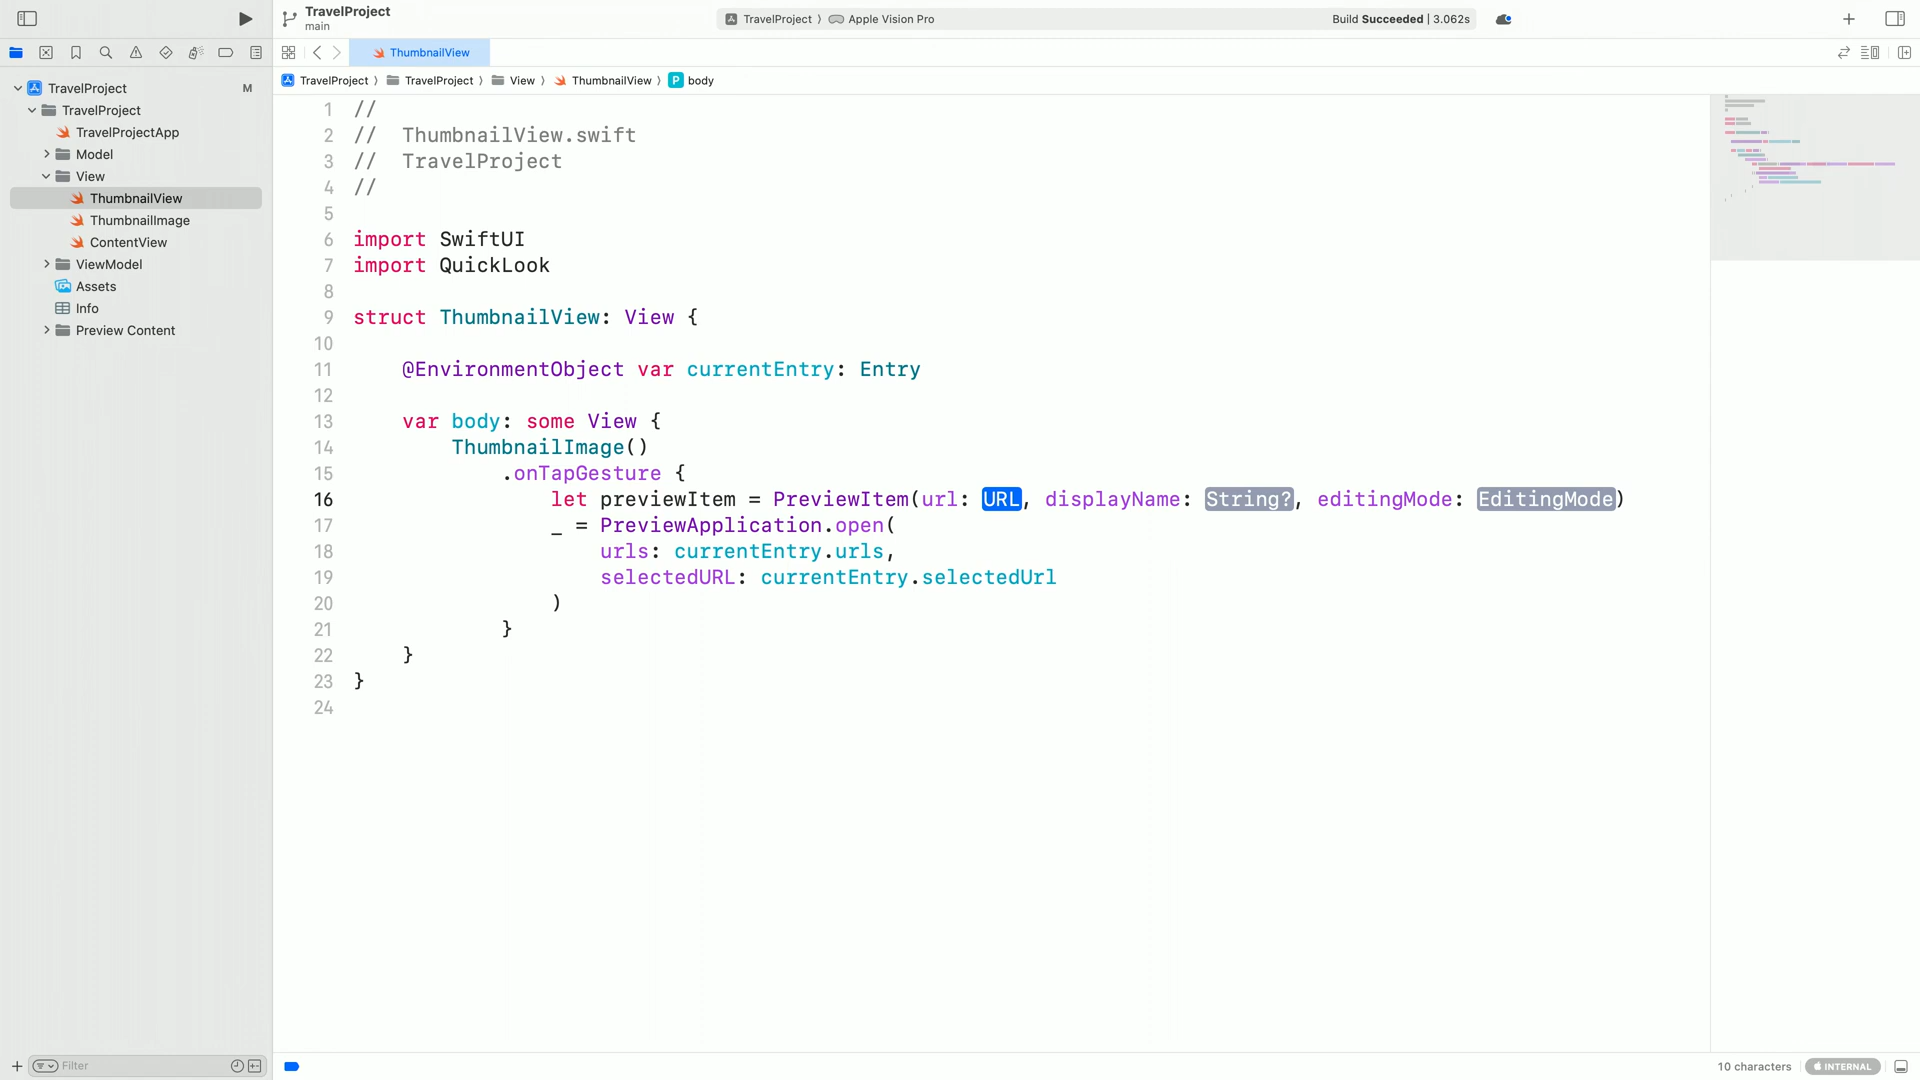 TravelProject
main
TravelProject ⟩ Apple Vision Pro
Build Succeeded | 3.062s
ThumbnailView
TravelProject ⟩ TravelProject ⟩ View ⟩ ThumbnailView ⟩ P body
TravelProject M
TravelProject
TravelProjectApp
Model
View
ThumbnailView
ThumbnailImage
ContentView
ViewModel
Assets
Info
Preview Content
1 //
2 //  ThumbnailView.swift
3 //  TravelProject
4 //
5
6 import SwiftUI
7 import QuickLook
8
9 struct ThumbnailView: View {
10
11     @EnvironmentObject var currentEntry: Entry
12
13     var body: some View {
14         ThumbnailImage()
15             .onTapGesture {
16                 let previewItem = PreviewItem(url: URL, displayName: String?, editingMode: EditingMode)
17                 _ = PreviewApplication.open(
18                     urls: currentEntry.urls,
19                     selectedURL: currentEntry.selectedUrl
20                 )
21             }
22     }
23 }
24
Filter
10 characters
INTERNAL